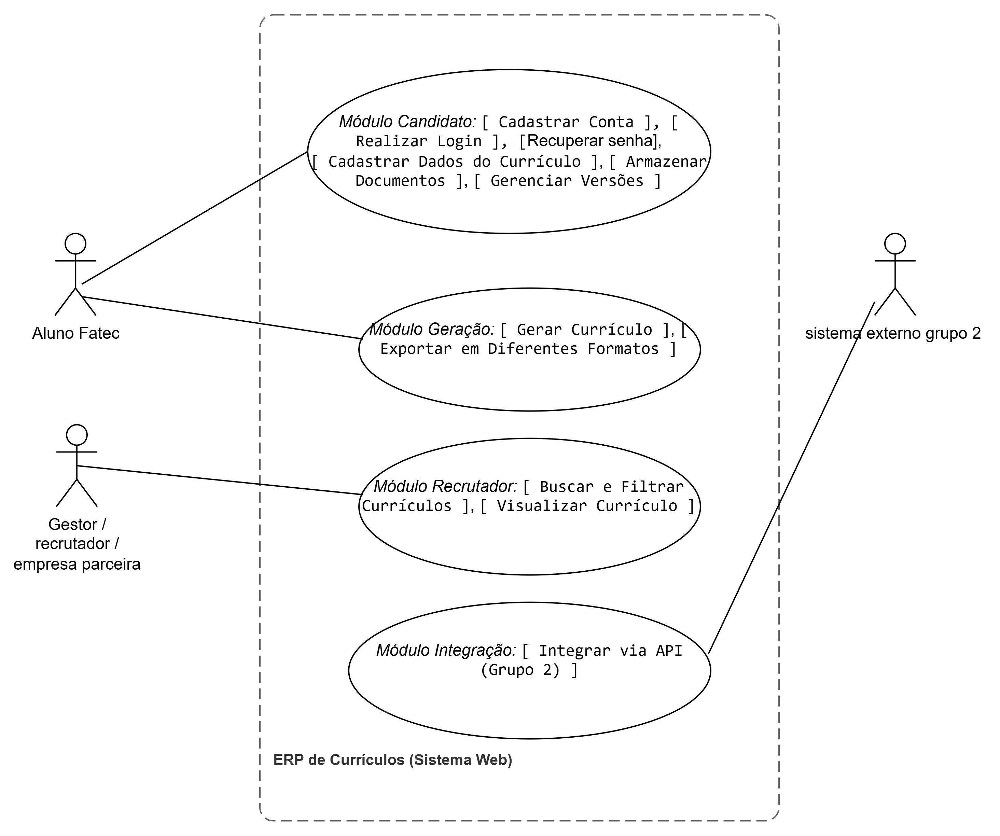 Módulo Candidato: [ Cadastrar Conta ], [
Realizar Login ], [Recuperar senha],
[ Cadastrar Dados do Currículo ], [ Armazenar
Documentos ], [ Gerenciar Versões ]
Aluno Fatec
sistema externo grupo 2
Módulo Geração: [ Gerar Currículo ], [
Exportar em Diferentes Formatos ]
Módulo Recrutador: [ Buscar e Filtrar
Currículos ], [ Visualizar Currículo ]
Gestor /
recrutador /
empresa parceira
Módulo Integração: [ Integrar via API
(Grupo 2) ]
ERP de Currículos (Sistema Web)